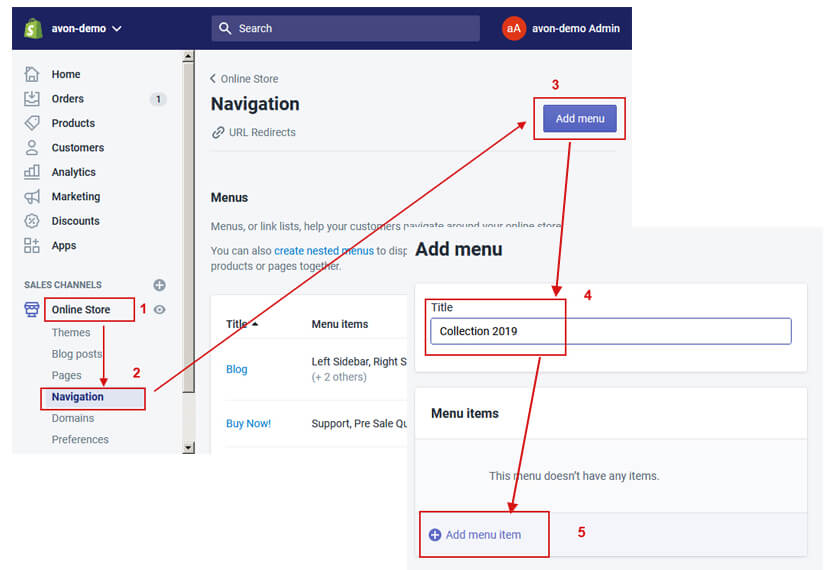 avon-demo
Search
aA
avon-demo Admin
Home
Orders
1
Products
Customers
Analytics
Marketing
Discounts
Apps
SALES CHANNELS
Online Store
1
Themes
Blog posts
2
Pages
Navigation
Domains
Preferences
Online Store
Navigation
URL Redirects
3
Add menu
Menus
Menus, or link lists, help your customers navigate around your online store
You can also create nested menus to disp
products or pages together.
Title
Menu items
Blog
Left Sidebar, Right S
(+ 2 others)
Buy Now!
Support, Pre Sale Qu
Add menu
4
Title
Collection 2019
Menu items
This menu doesn't have any items.
Add menu item
5